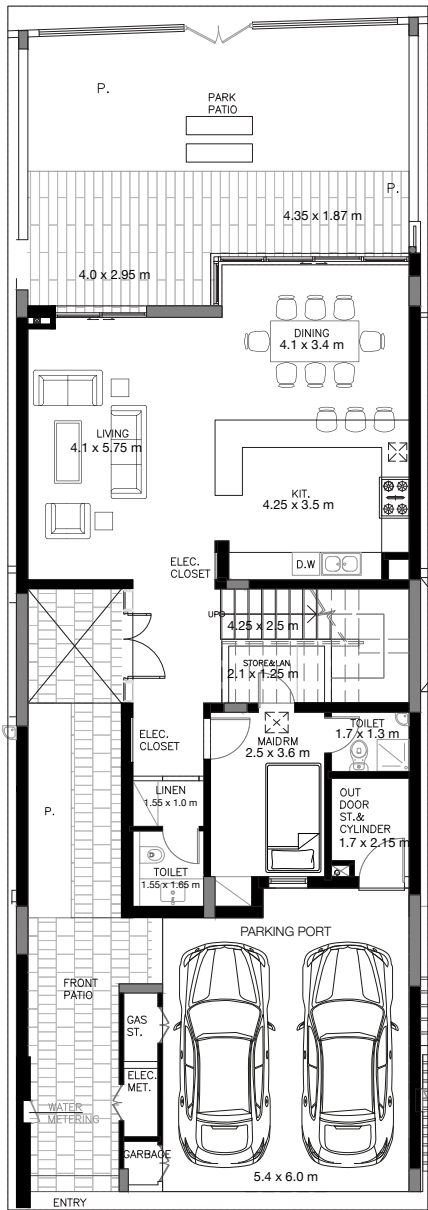 P.
PARK
PATIO
P.
4.35 x 1.87 m
4.0 x 2.95 m
DINING
4.1 x 3.4 m
LIVING
4.1 x 5.75 m
KIT.
4.25 x 3.5 m
ELEC.
CLOSET
D.W
UP
4.25 x 2.5 m
STORE&LAN
2.1 x 1.25 m
ELEC.
CLOSET
MAIDRM
2.5 x 3.6 m
TOILET
1.7 x 1.3 m
LINEN
1.55 x 1.0 m
P.
OUT
DOOR
ST.&
CYLINDER
1.7 x 2.15 m
TOILET
1.55 x 1.65 m
PARKING PORT
FRONT
PATIO
GAS
ST.
ELEC.
MET.
WATER
METERING
GARBAGE
5.4 x 6.0 m
ENTRY